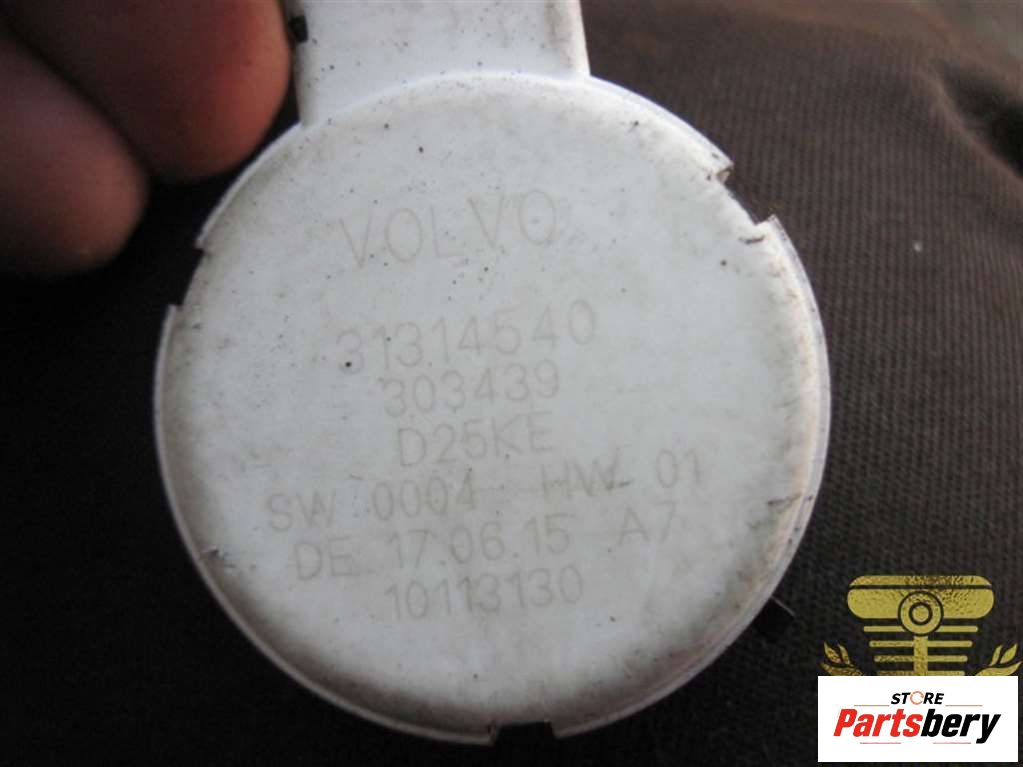 VOLVO
31314540
303439
D25KE
SW 0004 HW 01
DE 17.06.15 A7
10113130
STORE
Partsbery